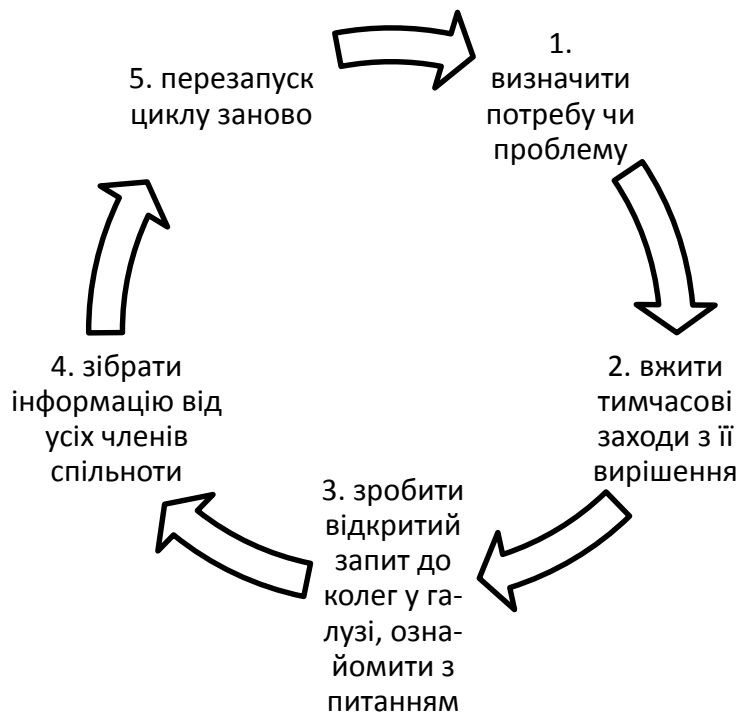 1.
визначити
потребу чи
проблему
2. вжити
тимчасові
заходи з її
вирішення
3. зробити
відкритий
запит до
колег у га-
лузі, озна-
йомити з
питанням
4. зібрати
інформацію від
усіх членів
спільноти
5. перезапуск
циклу заново